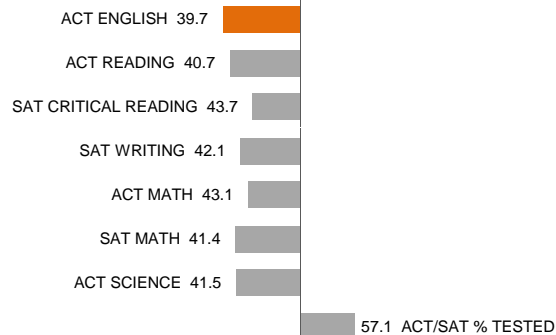 ACT ENGLISH 39.7
ACT READING 40.7
SAT CRITICAL READING 43.7
SAT WRITING 42.1
ACT MATH 43.1
SAT MATH 41.4
ACT SCIENCE 41.5
57.1 ACT/SAT % TESTED